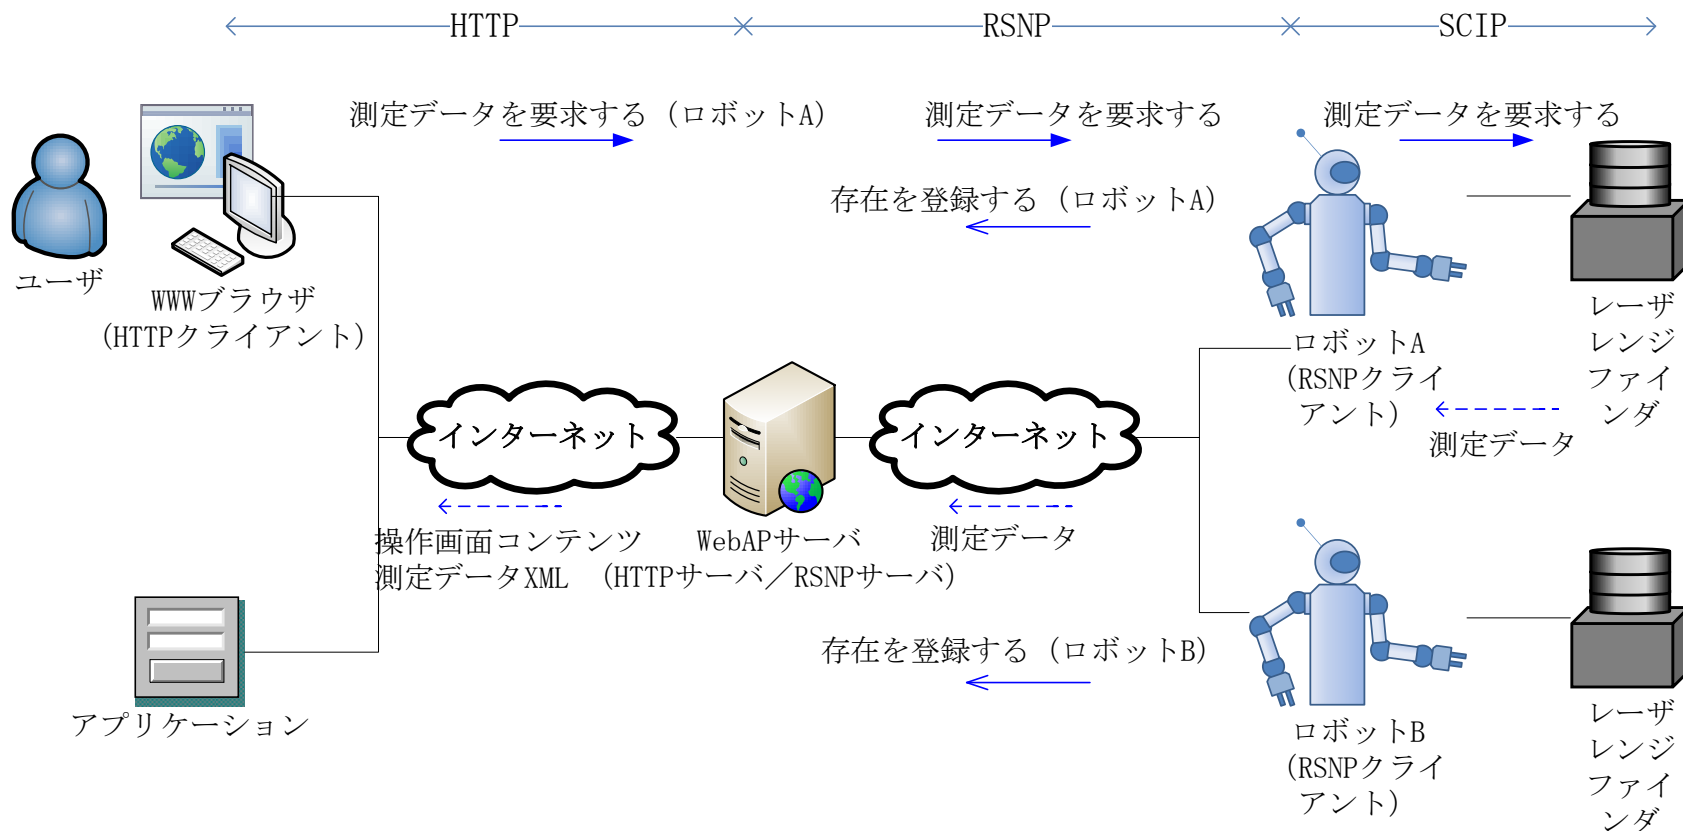 HTTP
RSNP
SCIP
測定データを要求する（ロボットA）
測定データを要求する
測定データを要求する
存在を登録する（ロボットA）
ユーザ
WWWブラウザ
（HTTPクライアント）
レーザ
レンジ
ファイ
ンダ
ロボットA
（RSNPクライ
アント）
インターネット
インターネット
測定データ
操作画面コンテンツ
測定データXML
WebAPサーバ
（HTTPサーバ／RSNPサーバ）
測定データ
存在を登録する（ロボットB）
アプリケーション
ロボットB
（RSNPクライ
アント）
レーザ
レンジ
ファイ
ンダ